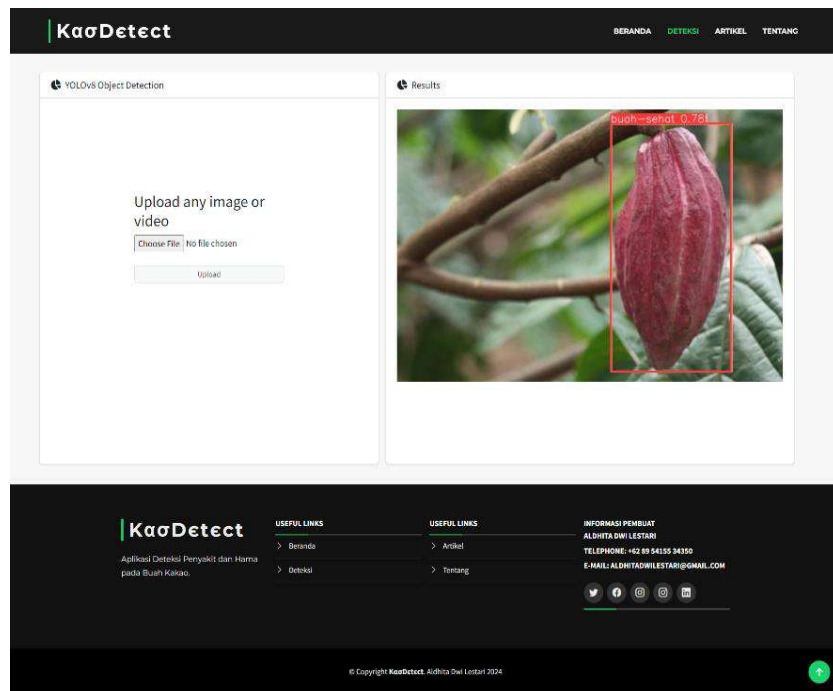 KaσDetect
BERANDA DETEKSI ARTIKEL TENTANG
YOLOv8 Object Detection
Results
buah-sehat 0.78
Upload any image or
video
Choose File No file chosen
Upload
KaσDetect
Aplikasi Deteksi Penyakit dan Hama
pada Buah Kakao.
USEFUL LINKS
Beranda
Deteksi
USEFUL LINKS
Artikel
Tentang
INFORMASI PEMBUAT
ALDHITA DWI LESTARI
TELEPHONE: +62 89 54155 34350
E-MAIL: ALDHITADWILESTARI@GMAIL.COM
© Copyright KaσDetect. Aldhita Dwi Lestari 2024